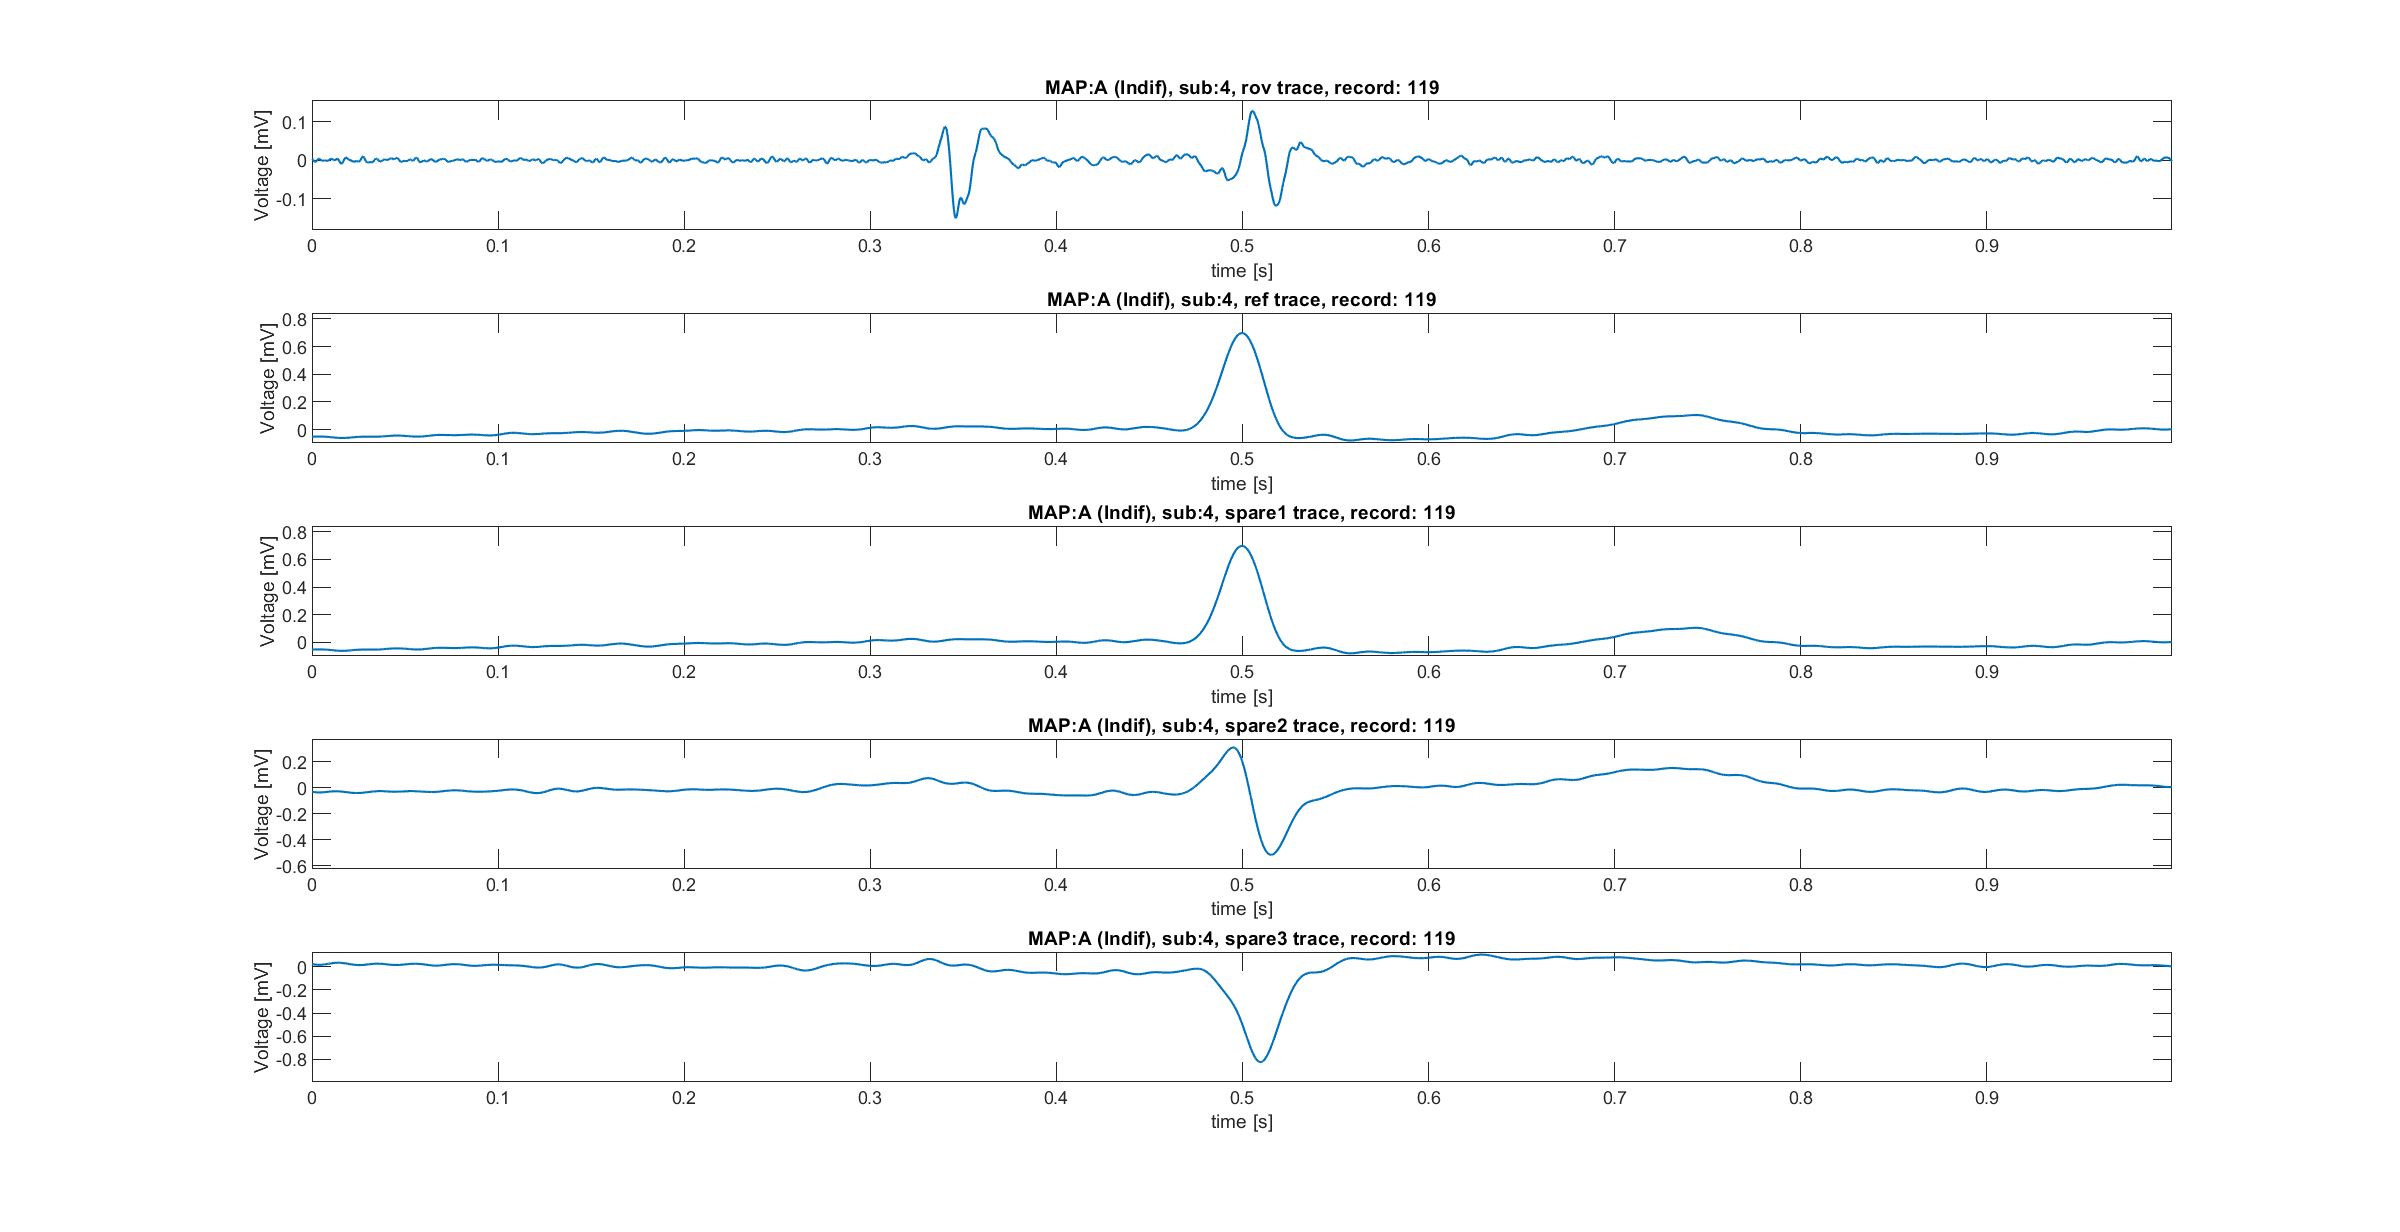 MAP:A (Indif), sub:4, rov trace, record: 119
Voltage [mV]
0.1
0
-0.1
0 0.1 0.2 0.3 0.4 0.5 0.6 0.7 0.8 0.9
time [s]
MAP:A (Indif), sub:4, ref trace, record: 119
Voltage [mV]
0.8
0.6
0.4
0.2
0
0 0.1 0.2 0.3 0.4 0.5 0.6 0.7 0.8 0.9
time [s]
MAP:A (Indif), sub:4, spare1 trace, record: 119
Voltage [mV]
0.8
0.6
0.4
0.2
0
0 0.1 0.2 0.3 0.4 0.5 0.6 0.7 0.8 0.9
time [s]
MAP:A (Indif), sub:4, spare2 trace, record: 119
Voltage [mV]
0.2
0
-0.2
-0.4
-0.6
0 0.1 0.2 0.3 0.4 0.5 0.6 0.7 0.8 0.9
time [s]
MAP:A (Indif), sub:4, spare3 trace, record: 119
Voltage [mV]
0
-0.2
-0.4
-0.6
-0.8
0 0.1 0.2 0.3 0.4 0.5 0.6 0.7 0.8 0.9
time [s]